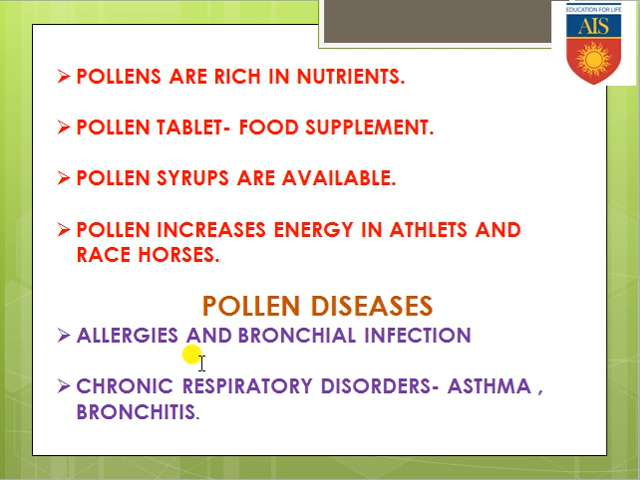 EDUCATION FOR LIFE
AIS
POLLENS ARE RICH IN NUTRIENTS.
POLLEN TABLET- FOOD SUPPLEMENT.
POLLEN SYRUPS ARE AVAILABLE.
POLLEN INCREASES ENERGY IN ATHLETS AND
RACE HORSES.
POLLEN DISEASES
ALLERGIES AND BRONCHIAL INFECTION
CHRONIC RESPIRATORY DISORDERS- ASTHMA ,
BRONCHITIS.